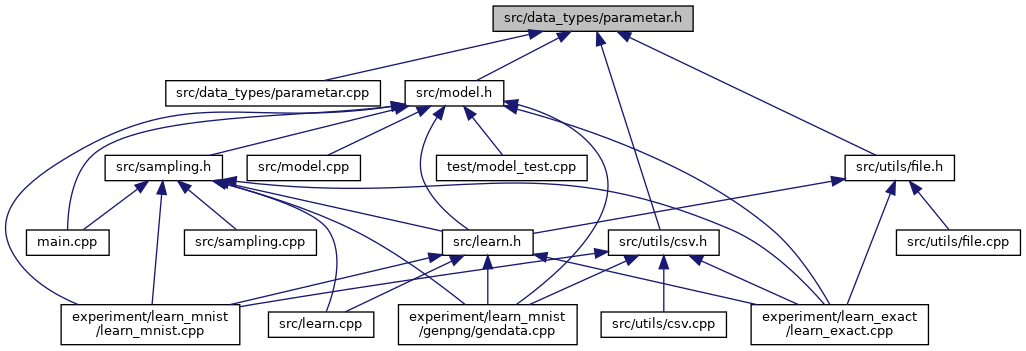 src/data_types/parametar.h
src/data_types/parametar.cpp
src/model.h
src/sampling.h
src/model.cpp
test/model_test.cpp
src/utils/file.h
main.cpp
src/sampling.cpp
src/learn.h
src/utils/csv.h
src/utils/file.cpp
experiment/learn_mnist
/learn_mnist.cpp
src/learn.cpp
experiment/learn_mnist
/genpng/gendata.cpp
src/utils/csv.cpp
experiment/learn_exact
/learn_exact.cpp